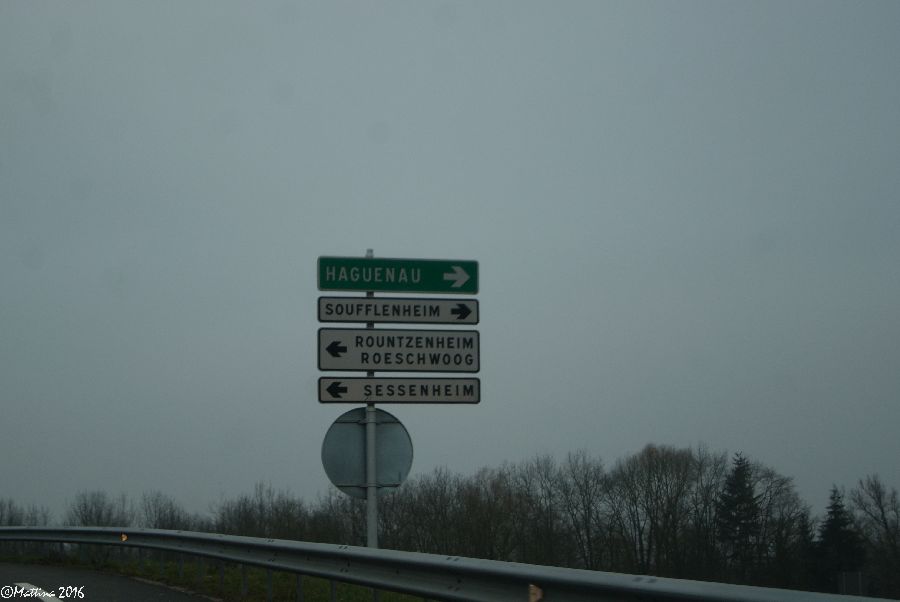 HAGUENAU
SOUFFLENHEIM
ROUNTZENHEIM
ROESCHWOOG
SESSENHEIM
©Mattina 2016